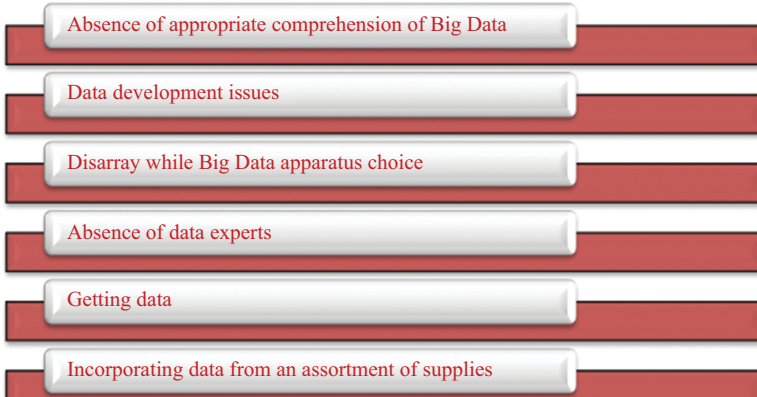 Absence of appropriate comprehension of Big Data
Data development issues
Disarray while Big Data apparatus choice
Absence of data experts
Getting data
Incorporating data from an assortment of supplies